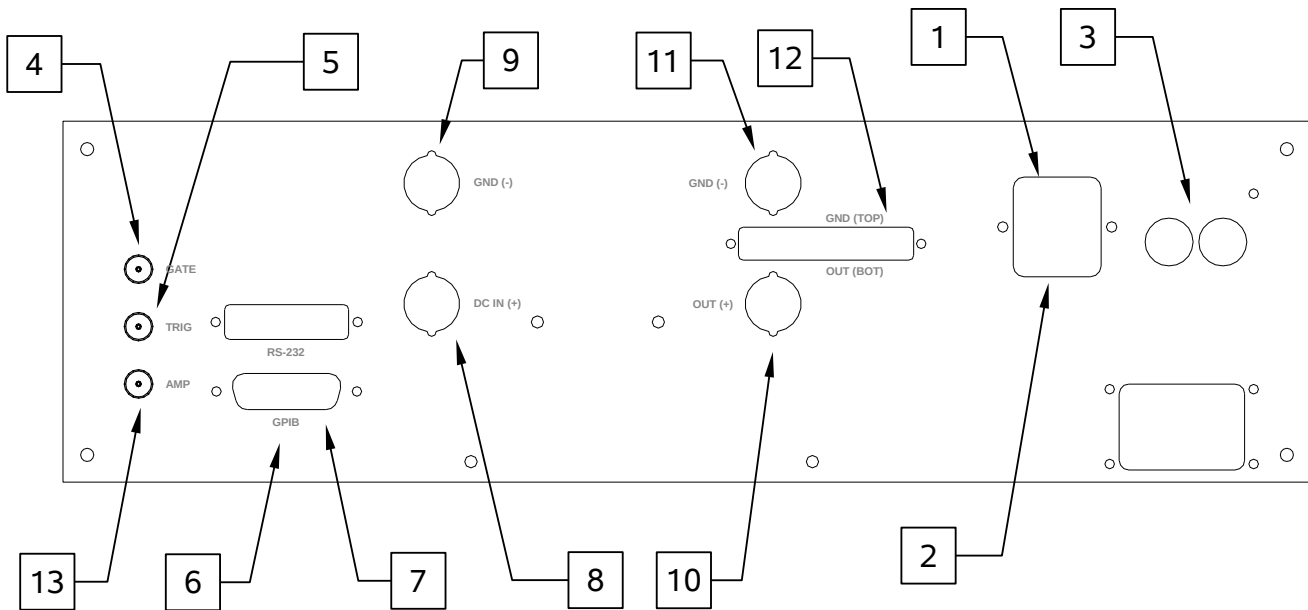 1
3
4
5
9
11
12
GND (-)
GND (-)
GND (TOP)
GATE
OUT (BOT)
DC IN (+)
OUT (+)
TRIG
RS-232
AMP
GPIB
2
13
6
7
8
10